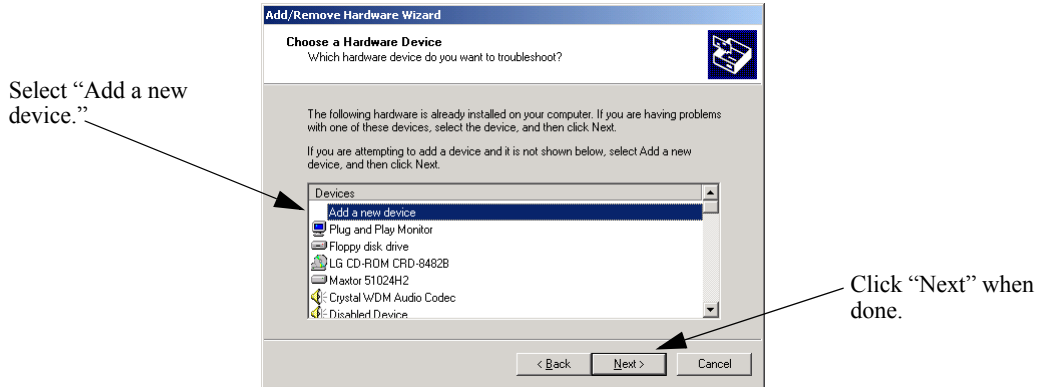 Add/Remove Hardware Wizard
Choose a Hardware Device
Which hardware device do you want to troubleshoot?
Select “Add a new
device.”
The following hardware is already installed on your computer. If you are having problems
with one of these devices, select the device, and then click Next.
If you are attempting to add a device and it is not shown below, select Add a new
device, and then click Next.
Devices
Add a new device
Plug and Play Monitor
Floppy disk drive
LG CD-ROM CRD-8482B
Maxtor 51024H2
Crystal WDM Audio Codec
Disabled Device
Click “Next” when
done.
< Back
Next >
Cancel